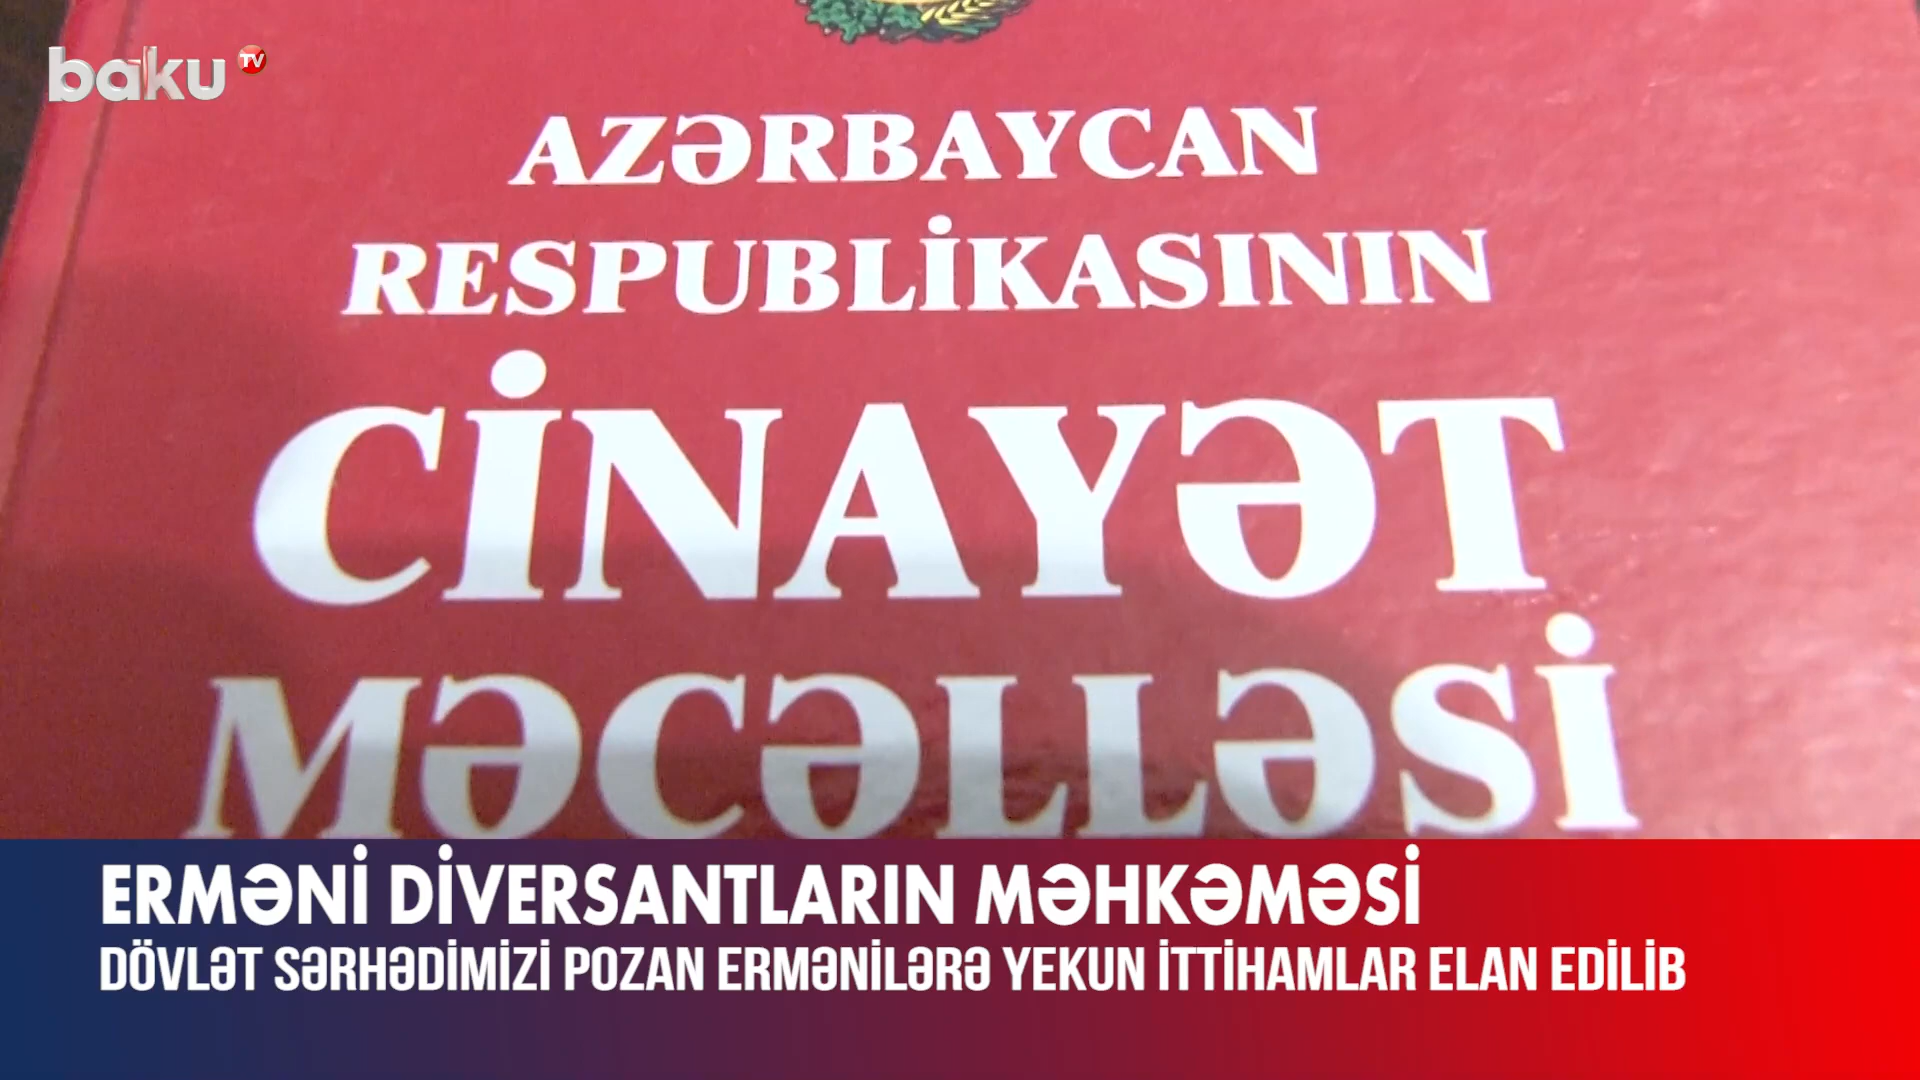 baku TV
AZƏRBAYCAN
RESPUBLİKASININ
CİNAYƏT
MƏCƏLLƏSİ
ERMƏNİ DİVERSANTLARIN MƏHKƏMƏSİ
DÖVLƏT SƏRHƏDİMİZİ POZAN ERMƏNİLƏRƏ YEKUN İTTİHAMLAR ELAN EDİLİB